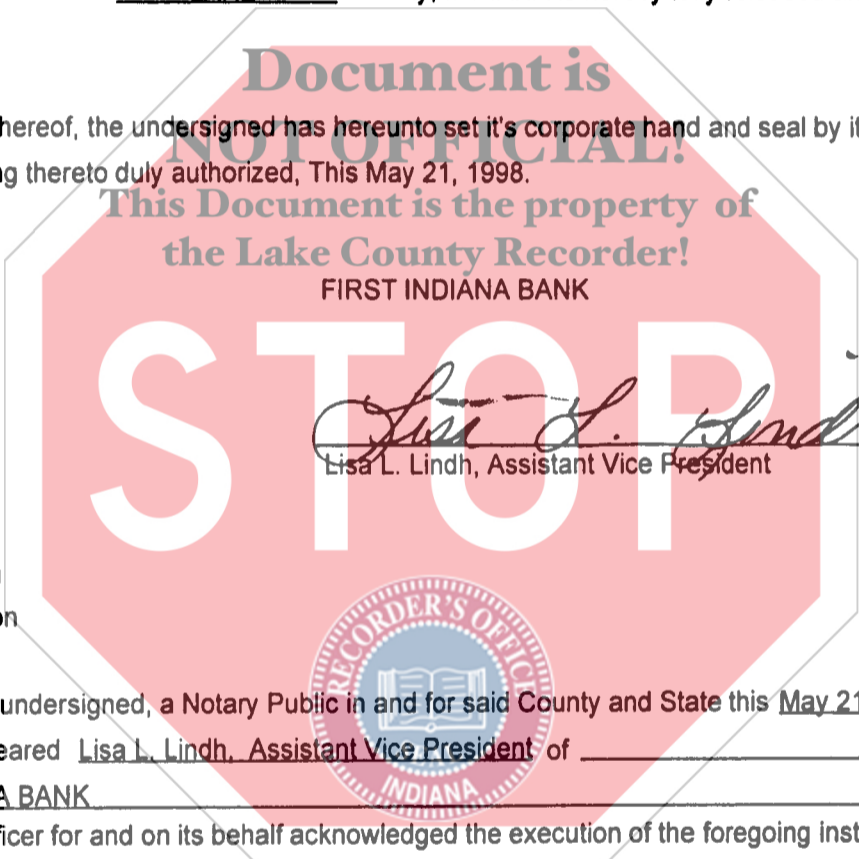 Document is
hereof, the undersigned has hereunto set it's corporate hand and seal by
NOT OFFICIAL!
thereto duly authorized, This May 21, 1998.
This Document is the property of
the Lake County Recorder!
FIRST INDIANA BANK
STOP
Lisa L. Lind
Lisa L. Lindh, Assistant Vice President
RECORDER'S OFFICE
undersigned, a Notary Public in and for said County and State this May 21
eared Lisa L. Lindh, Assistant Vice President of
INDIANA
A BANK
ficer for and on its behalf acknowledged the execution of the foregoing inst